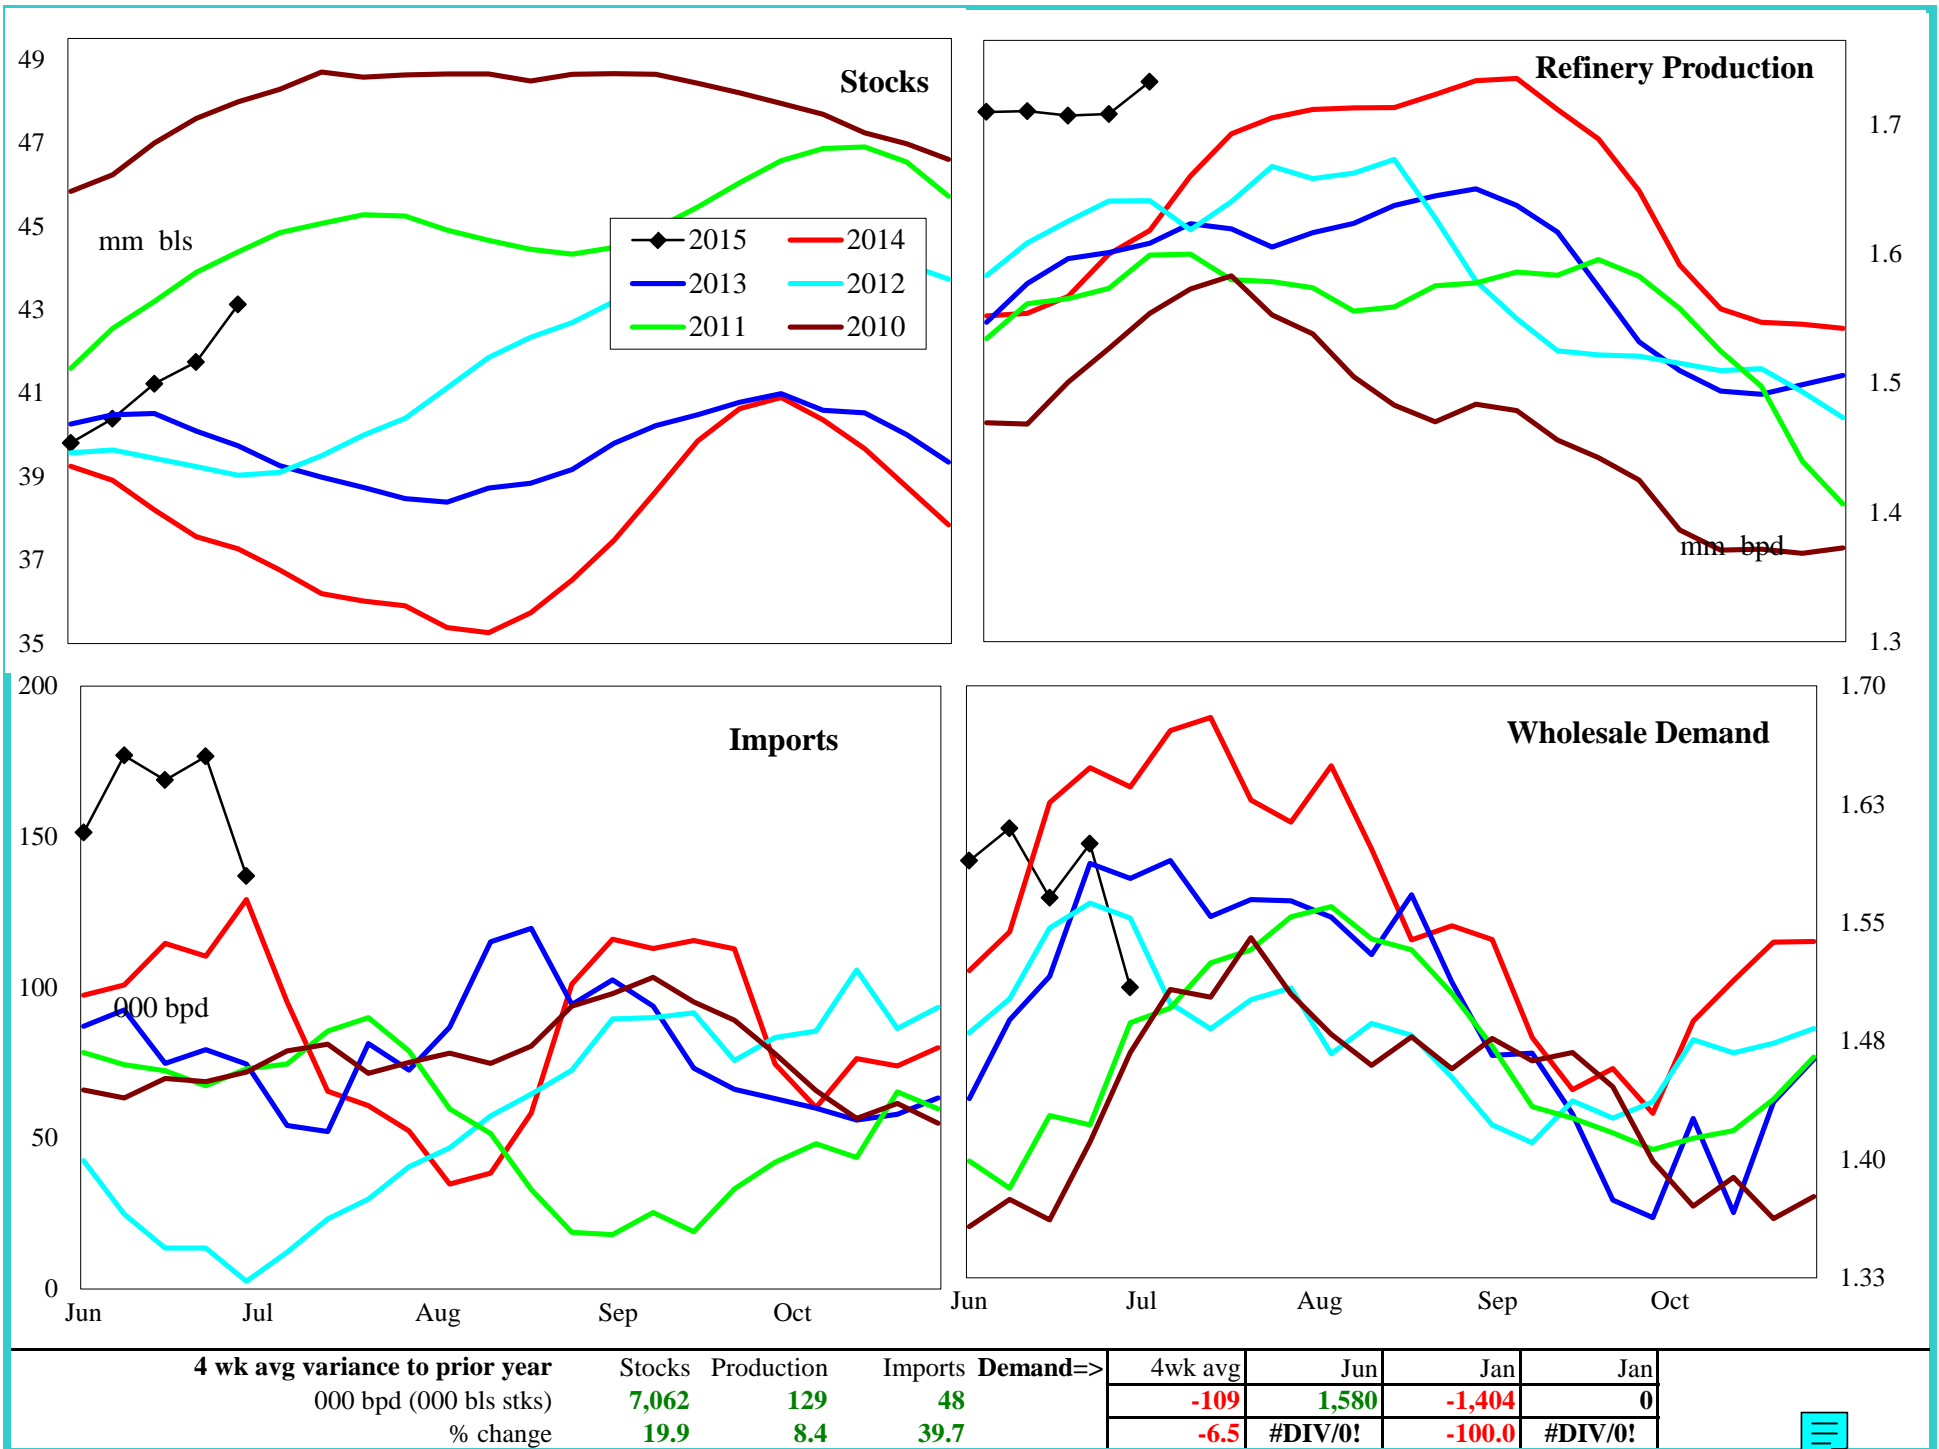 Stocks
49
47
45
43
41
39
37
35
mm bls
2015 2014
2013 2012
2011 2010
Refinery Production
1.7
1.6
1.5
1.4
1.3
mm bpd
Imports
200
150
100
50
0
000 bpd
Jun Jul Aug Sep Oct
Wholesale Demand
1.70
1.63
1.55
1.48
1.40
1.33
Jun Jul Aug Sep Oct
4 wk avg variance to prior year Stocks Production Imports Demand=> 4wk avg Jun Jan Jan
000 bpd (000 bls stks) 7,062 129 48 -109 1,580 -1,404 0
% change 19.9 8.4 39.7 -6.5 #DIV/0! -100.0 #DIV/0!